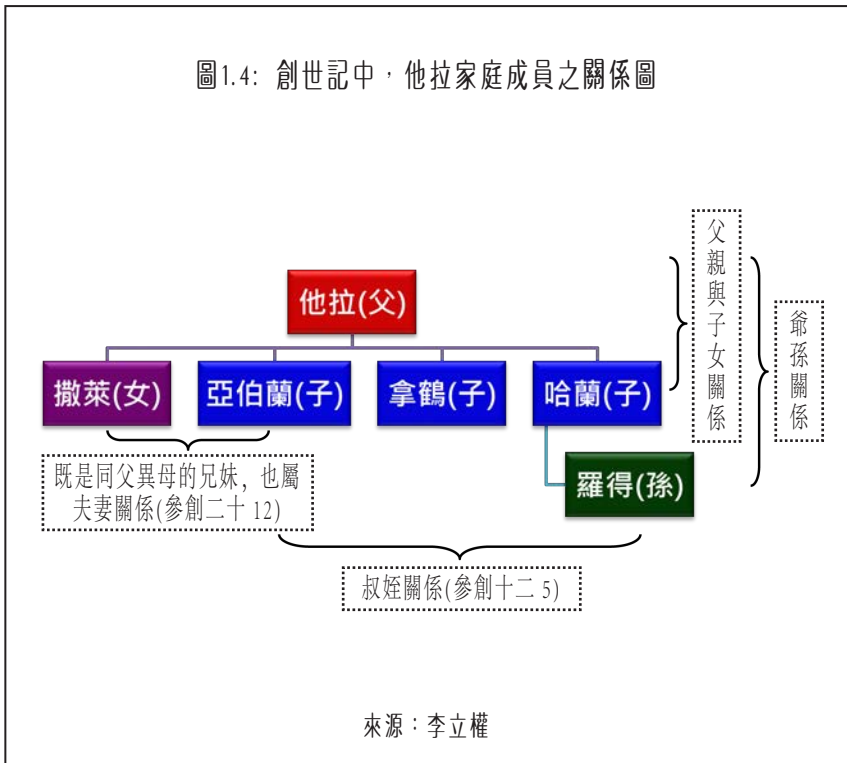 圖1.4: 創世記中，他拉家庭成員之關係圖
他拉(父)
撒萊(女)
亞伯蘭(子)
拿鶴(子)
哈蘭(子)
羅得(孫)
父親與子女關係
爺孫關係
既是同父異母的兄妹, 也屬
夫妻關係(參創二十 12)
叔姪關係(參創十二 5)
來源：李立權